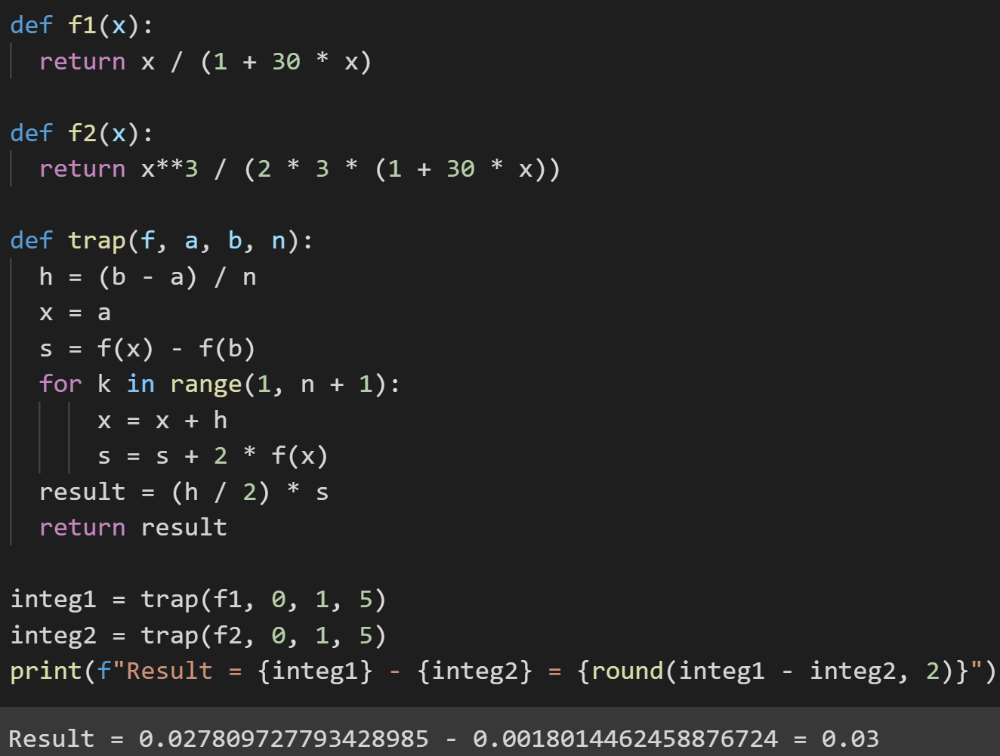 def f1(x):
  return x / (1 + 30 * x)

def f2(x):
  return x**3 / (2 * 3 * (1 + 30 * x))

def trap(f, a, b, n):
  h = (b - a) / n
  x = a
  s = f(x) - f(b)
  for k in range(1, n + 1):
      x = x + h
      s = s + 2 * f(x)
  result = (h / 2) * s
  return result

integ1 = trap(f1, 0, 1, 5)
integ2 = trap(f2, 0, 1, 5)
print(f"Result = {integ1} - {integ2} = {round(integ1 - integ2, 2)}")
Result = 0.027809727793428985 - 0.0018014462458876724 = 0.03